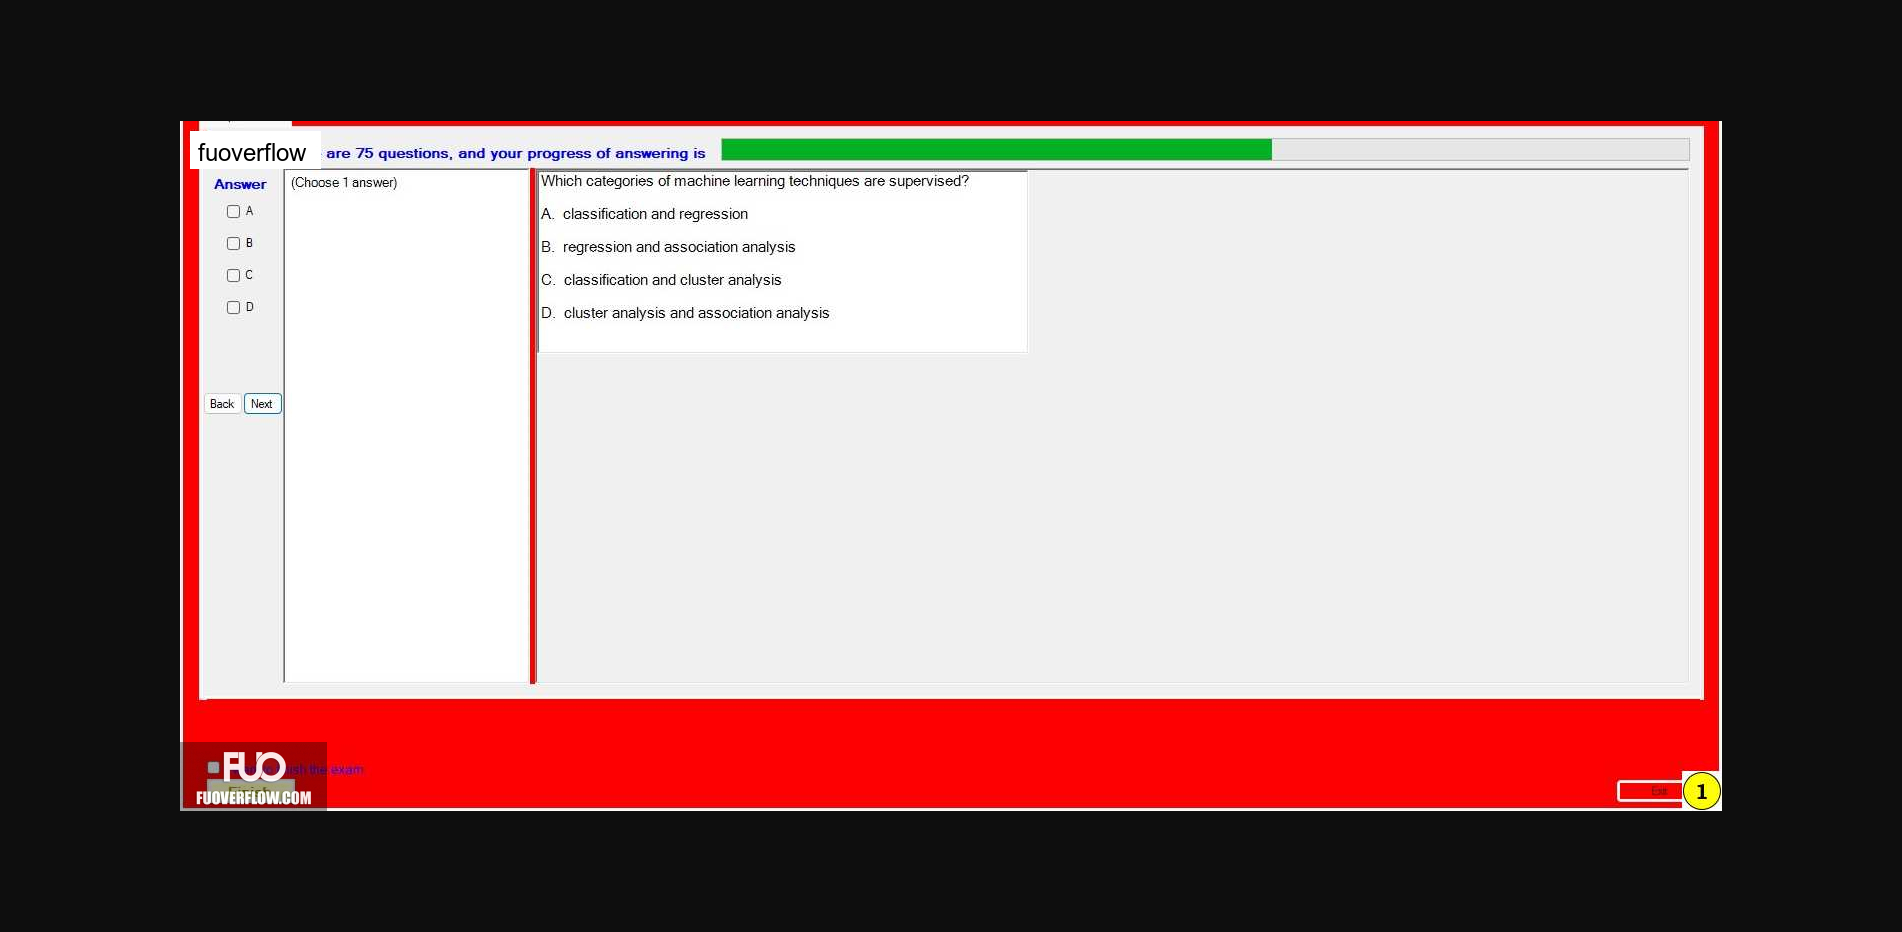 fuoverflow are 75 questions, and your progress of answering is
Answer
(Choose 1 answer)
A
B
C
D
Back Next
Which categories of machine learning techniques are supervised?
A. classification and regression
B. regression and association analysis
C. classification and cluster analysis
D. cluster analysis and association analysis
FUO
the exam
FUOVERFLOW.COM
Exit
1